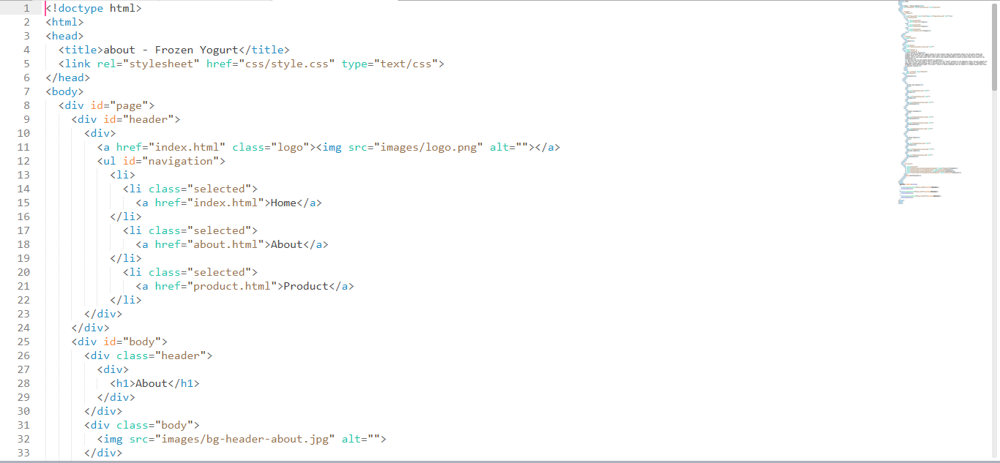 1 <!doctype html>
2 <html>
3 <head>
4 <title>about - Frozen Yogurt</title>
5 <link rel="stylesheet" href="css/style.css" type="text/css">
6 </head>
7 <body>
8 <div id="page">
9 <div id="header">
10 <div>
11 <a href="index.html" class="logo"><img src="images/logo.png" alt=""></a>
12 <ul id="navigation">
13 <li>
14 <li class="selected">
15 <a href="index.html">Home</a>
16 </li>
17 <li class="selected">
18 <a href="about.html">About</a>
19 </li>
20 <li class="selected">
21 <a href="product.html">Product</a>
22 </li>
23 </div>
24 </div>
25 <div id="body">
26 <div class="header">
27 <div>
28 <h1>About</h1>
29 </div>
30 </div>
31 <div class="body">
32 <img src="images/bg-header-about.jpg" alt="">
33 </div>